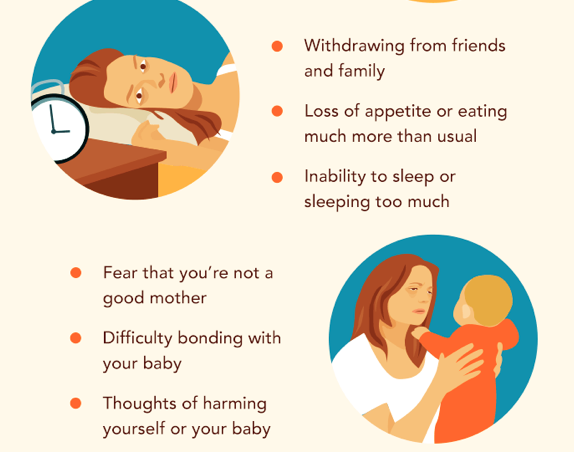 Withdrawing from friends
and family
Loss of appetite or eating
much more than usual
Inability to sleep or
sleeping too much
Fear that you're not a
good mother
Difficulty bonding with
your baby
Thoughts of harming
yourself or your baby